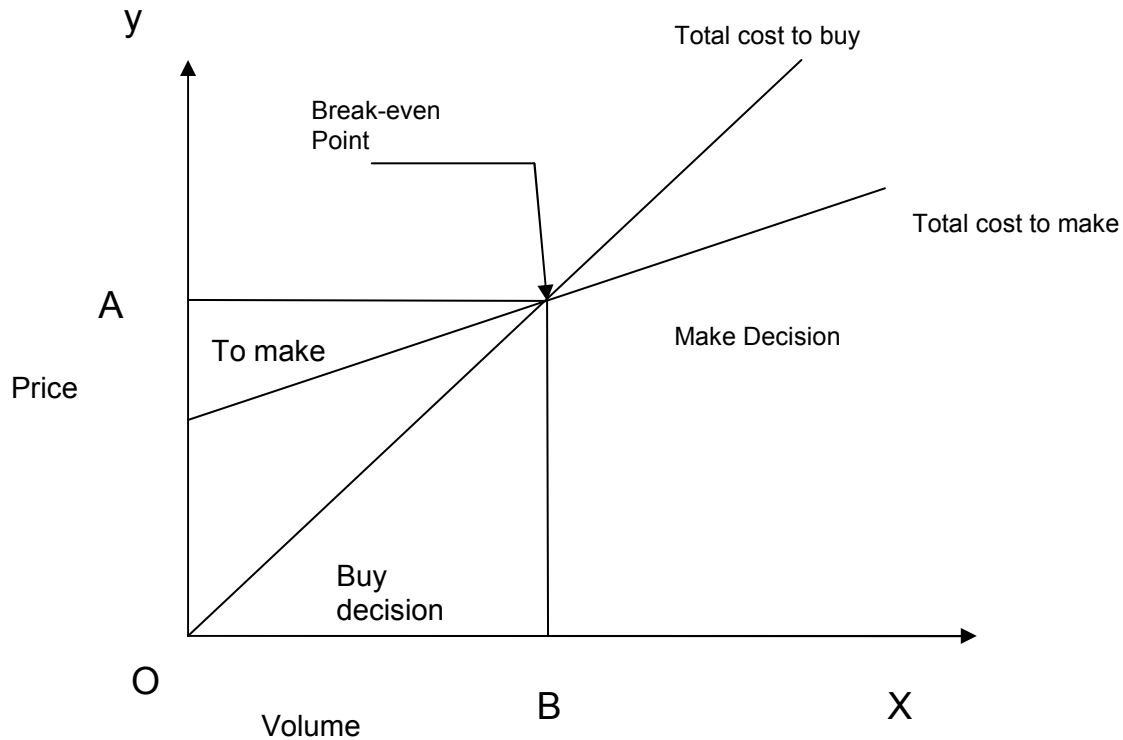 y
Total cost to buy
Break-even
Point
Total cost to make
A
To make
Make Decision
Price
Buy
decision
O
B
X
Volume